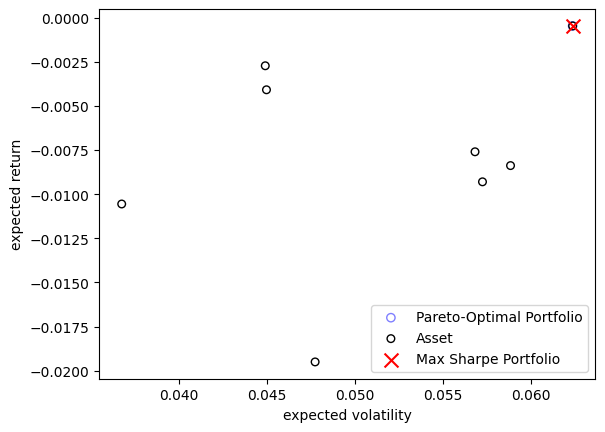 0.0000
−0.0025
−0.0050
−0.0075
−0.0100
−0.0125
−0.0150
−0.0175
−0.0200
expected return
Pareto-Optimal Portfolio
Asset
Max Sharpe Portfolio
0.040 0.045 0.050 0.055 0.060
expected volatility